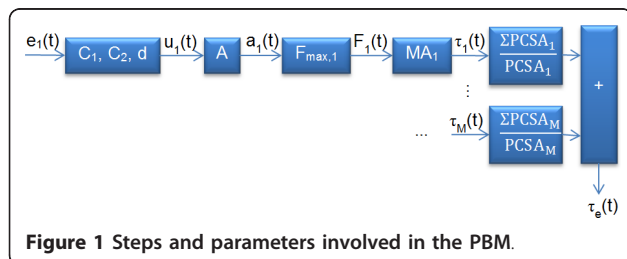 e₁(t) C₁, C₂, d u₁(t) A a₁(t) Fmax,1 F₁(t) MA₁ τ₁(t) ΣPCSA₁
PCSA₁
+
⋮
... τM(t) ΣPCSAM
PCSAM
τe(t)
Figure 1 Steps and parameters involved in the PBM.